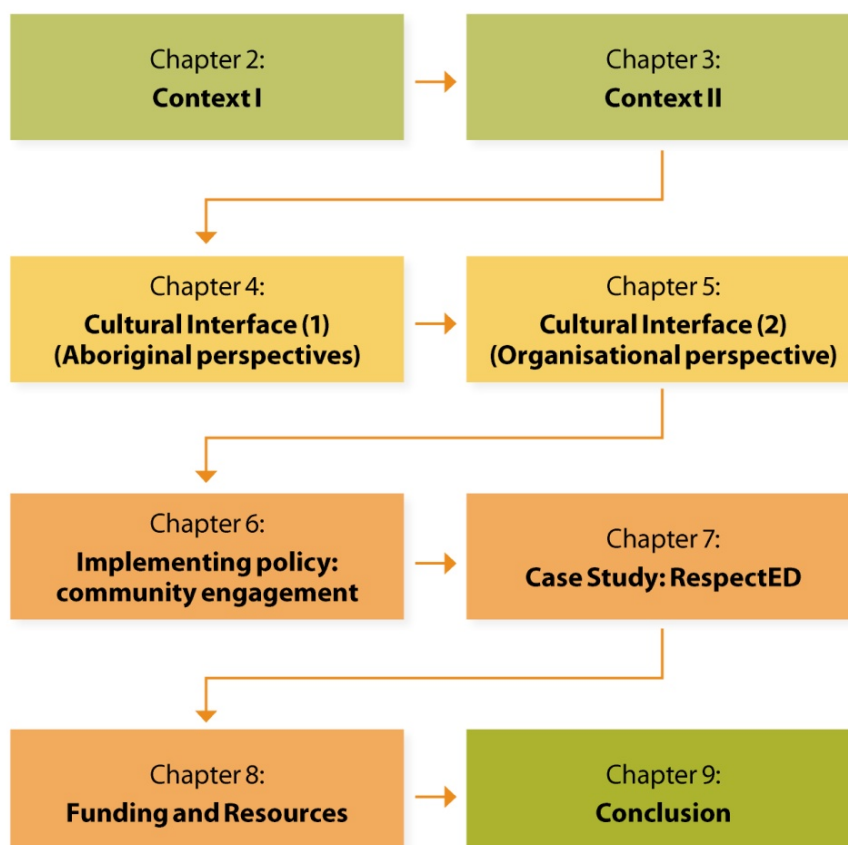 Chapter 2:
Context I
Chapter 3:
Context II
Chapter 4:
Cultural Interface (1)
(Aboriginal perspectives)
Chapter 5:
Cultural Interface (2)
(Organisational perspective)
Chapter 6:
Implementing policy:
community engagement
Chapter 7:
Case Study: RespectED
Chapter 8:
Funding and Resources
Chapter 9:
Conclusion